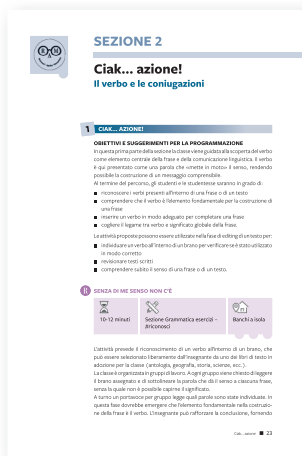 SEZIONE 2
Ciak... azione!
Il verbo e le coniugazioni
1 CIAK... AZIONE!
OBIETTIVI E SUGGERIMENTI PER LA PROGRAMMAZIONE
In questa prima parte della sezione la classe viene guidata alla scoperta del verbo
come elemento centrale della frase e della comunicazione linguistica. Il verbo
è qui presentato come una parola che «mette in moto» il senso, rendendo
possibile la costruzione di un messaggio comprensibile.
Al termine del percorso, gli studenti e le studentesse saranno in grado di:
■ riconoscere i verbi presenti all'interno di una frase o di un testo
■ comprendere che il verbo è l'elemento fondamentale per la costruzione di
una frase
■ inserire un verbo in modo adeguato per completare una frase
■ cogliere il legame tra verbo e significato globale della frase.
Le attività proposte possono essere utilizzate nella fase di editing di un testo per:
■ individuare un verbo all'interno di un brano per verificare se è stato utilizzato
in modo corretto
■ revisionare testi scritti
■ comprendere subito il senso di una frase o di un testo.
R SENZA DI ME SENSO NON C'È
10-12 minuti
Sezione Grammatica esercizi –
#riconosci
Banchi a isola
L'attività prevede il riconoscimento di un verbo all'interno di un brano, che
può essere selezionato liberamente dall'insegnante da uno dei libri di testo in
adozione per la classe (antologia, geografia, storia, scienze, ecc.).
La classe è organizzata in gruppi di lavoro. A ogni gruppo viene chiesto di leggere
il brano assegnato e di sottolineare la parola che dà il senso a ciascuna frase,
senza la quale non è possibile capirne il significato.
A turno un portavoce per gruppo legge quali parole sono state individuate. In
questa fase dovrebbe emergere che l'elemento fondamentale nella costruzio-
ne della frase è il verbo. L'insegnante può rafforzare la conclusione, fornendo
Ciak... azione! ■ 23